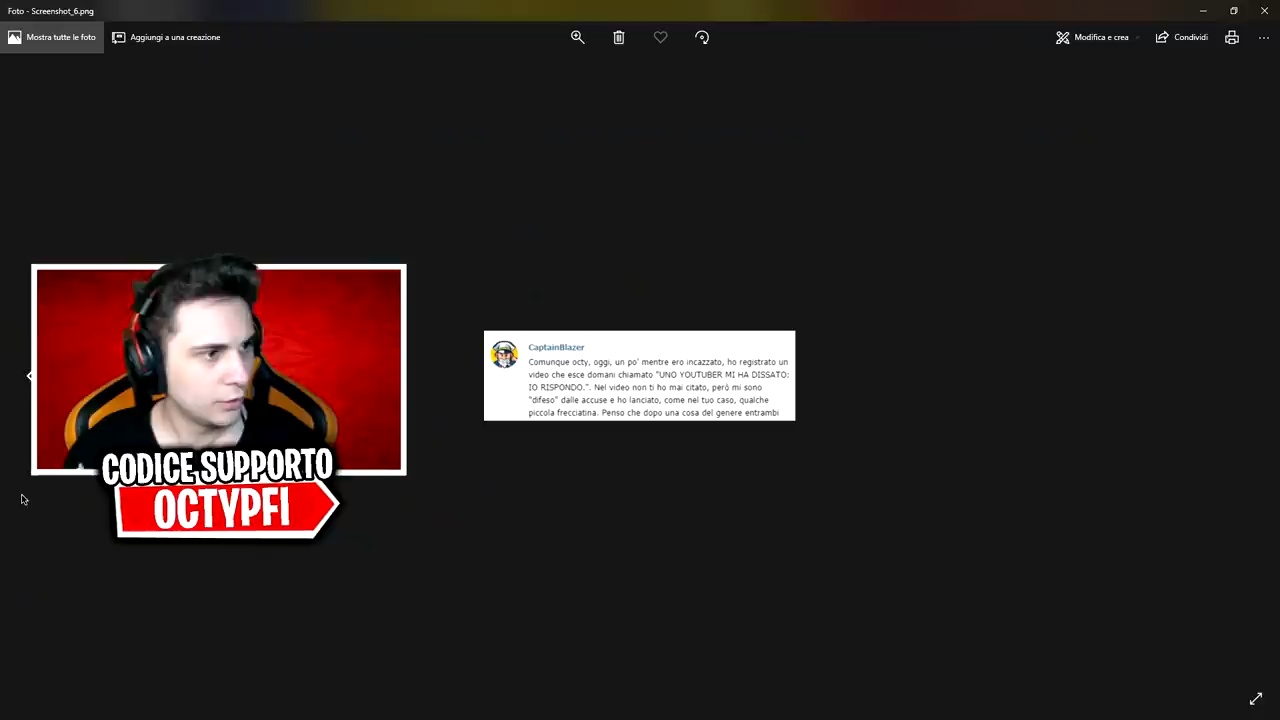 Foto - Screenshot_6.png
Mostra tutte le foto
Aggiungi a una creazione
Modifica e crea
Condividi
CaptainBlazer
Comunque octy, oggi, un po' mentre ero incazzato, ho registrato un
video che esce domani chiamato "UNO YOUTUBER MI HA DISSATO:
IO RISPONDO.". Nel video non ti ho mai citato, però mi sono
"difeso" dalle accuse e ho lanciato, come nel tuo caso, qualche
piccola frecciatina. Penso che dopo una cosa del genere entrambi
CODICE SUPPORTO
OCTYPFI